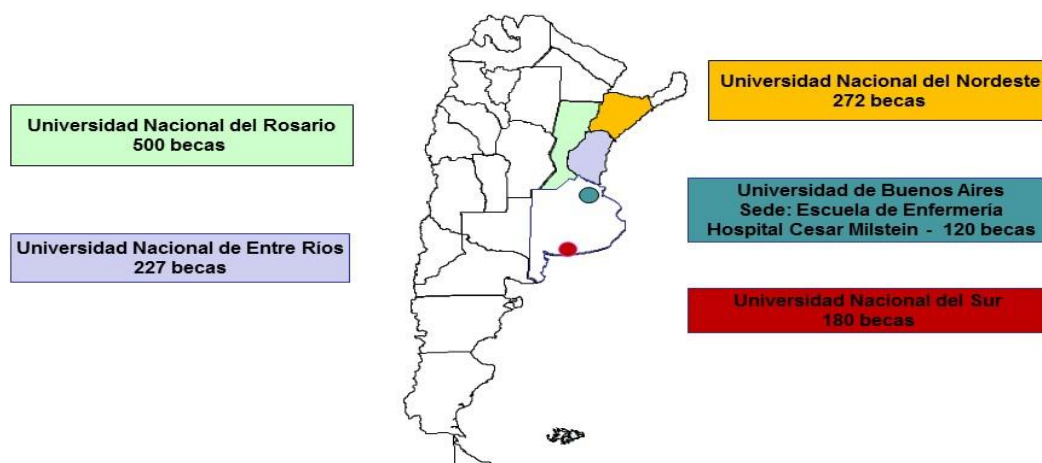 Universidad Nacional del Nordeste
272 becas
Universidad Nacional del Rosario
500 becas
Universidad de Buenos Aires
Sede: Escuela de Enfermería
Hospital Cesar Milstein - 120 becas
Universidad Nacional de Entre Ríos
227 becas
Universidad Nacional del Sur
180 becas